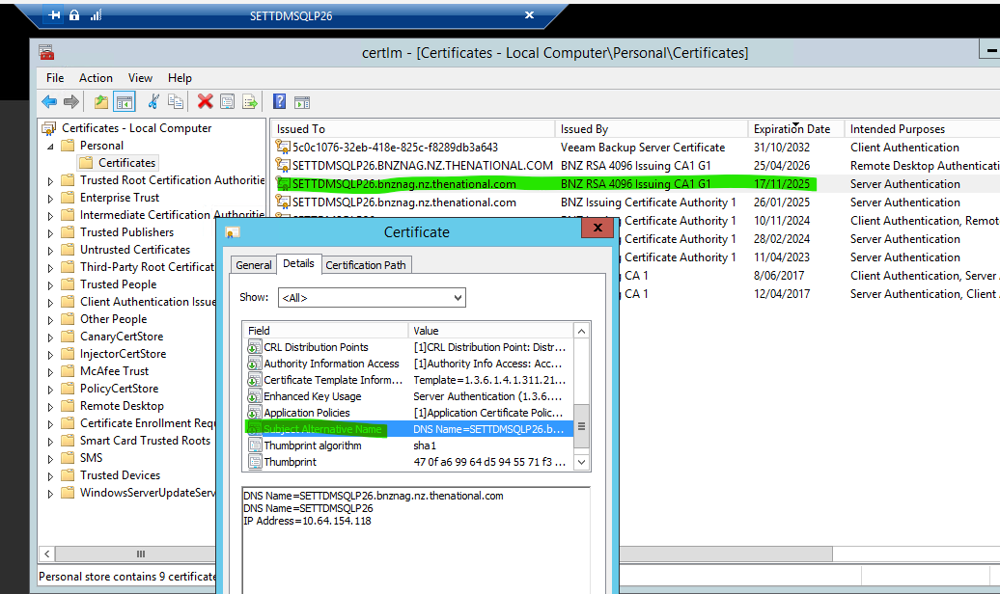 SETTDMSQLP26
certlm - [Certificates - Local Computer\Personal\Certificates]
File Action View Help
Certificates - Local Computer
Personal
Certificates
Trusted Root Certification Authoritie
Enterprise Trust
Intermediate Certification Authoritie
Trusted Publishers
Untrusted Certificates
Third-Party Root Certificat
Trusted People
Client Authentication Issue
Other People
CanaryCertStore
InjectorCertStore
McAfee Trust
PolicyCertStore
Remote Desktop
Certificate Enrollment Requ
Smart Card Trusted Roots
SMS
Trusted Devices
WindowsServerUpdateServ
Personal store contains 9 certificate
Issued To Issued By Expiration Date Intended Purposes
5c0c1076-32eb-418e-825c-f8289db3a643 Veeam Backup Server Certificate 31/10/2032 Client Authentication
SETTDMSQLP26.BNZNAG.NZ.THENATIONAL.COM BNZ RSA 4096 Issuing CA1 G1 25/04/2026 Remote Desktop Authenticati
SETTDMSQLP26.bnznag.nz.thenational.com BNZ RSA 4096 Issuing CA1 G1 17/11/2025 Server Authentication
SETTDMSQLP26.bnznag.nz.thenational.com BNZ Issuing Certificate Authority 1 26/01/2025 Server Authentication
10/11/2024 Client Authentication, Remot
g Certificate Authority 1 28/02/2024 Server Authentication
g Certificate Authority 1 11/04/2023 Server Authentication
CA 1 8/06/2017 Client Authentication, Server
CA 1 12/04/2017 Server Authentication, Client
Certificate
General Details Certification Path
Show: <All>
Field Value
CRL Distribution Points [1]CRL Distribution Point: Distr...
Authority Information Access [1]Authority Info Access: Acc...
Certificate Template Inform... Template=1.3.6.1.4.1.311.21...
Enhanced Key Usage Server Authentication (1.3.6....
Application Policies [1]Application Certificate Polic...
Subject Alternative Name DNS Name=SETTDMSQLP26.b...
Thumbprint algorithm sha1
Thumbprint 47 0f a6 99 64 d5 94 55 71 f3 ...
DNS Name=SETTDMSQLP26.bnznag.nz.thenational.com
DNS Name=SETTDMSQLP26
IP Address=10.64.154.118